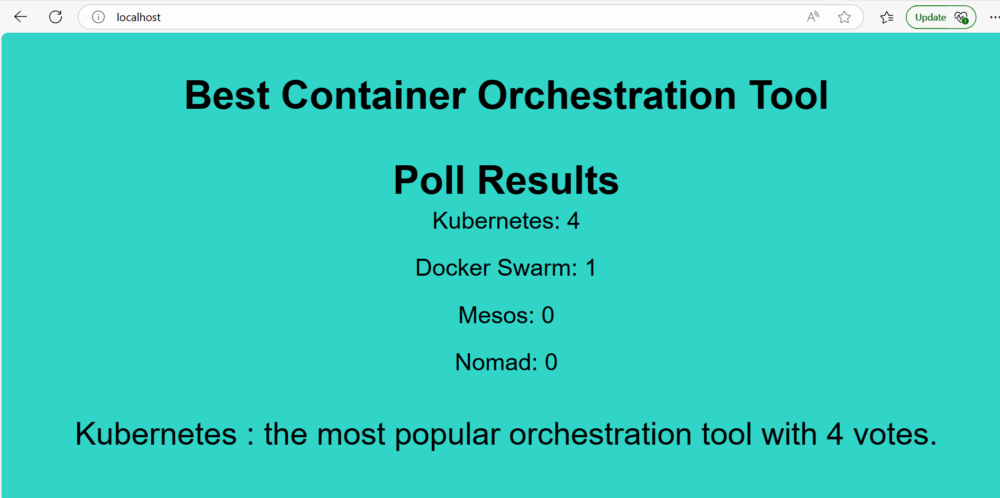 localhost
Update
Best Container Orchestration Tool
Poll Results
Kubernetes: 4
Docker Swarm: 1
Mesos: 0
Nomad: 0
Kubernetes : the most popular orchestration tool with 4 votes.